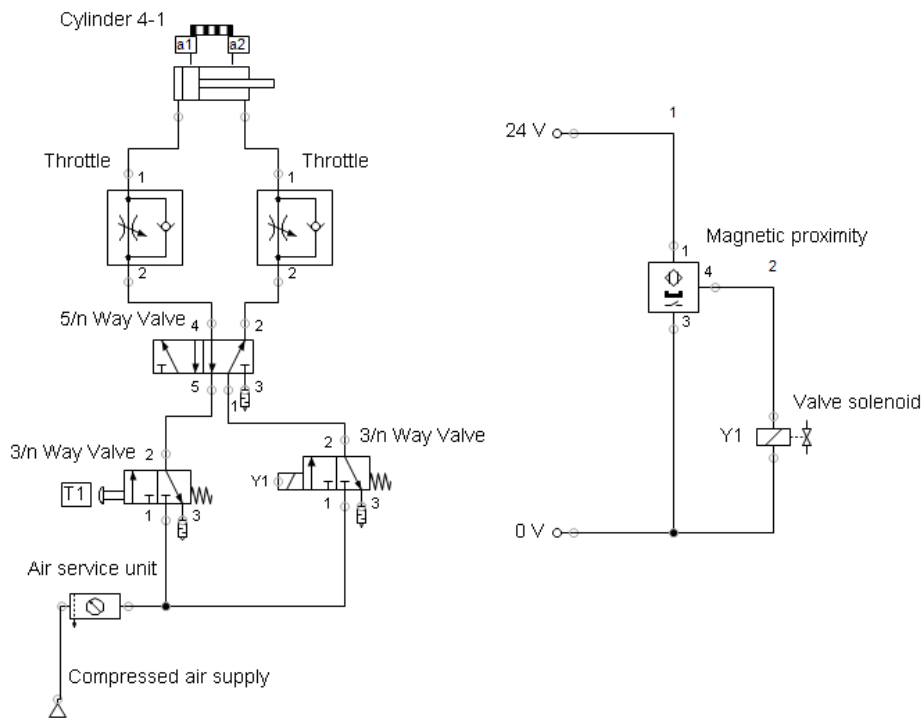 Cylinder 4-1
a1 a2
1
24 V
Throttle Throttle
1 1
Magnetic proximity
1
4 2
2 2
5/n Way Valve 4 2
3
5 1 3
Valve solenoid
3/n Way Valve
2
Y1
3/n Way Valve 2
Y1
T1
1 3
1 3
0 V
Air service unit
Compressed air supply